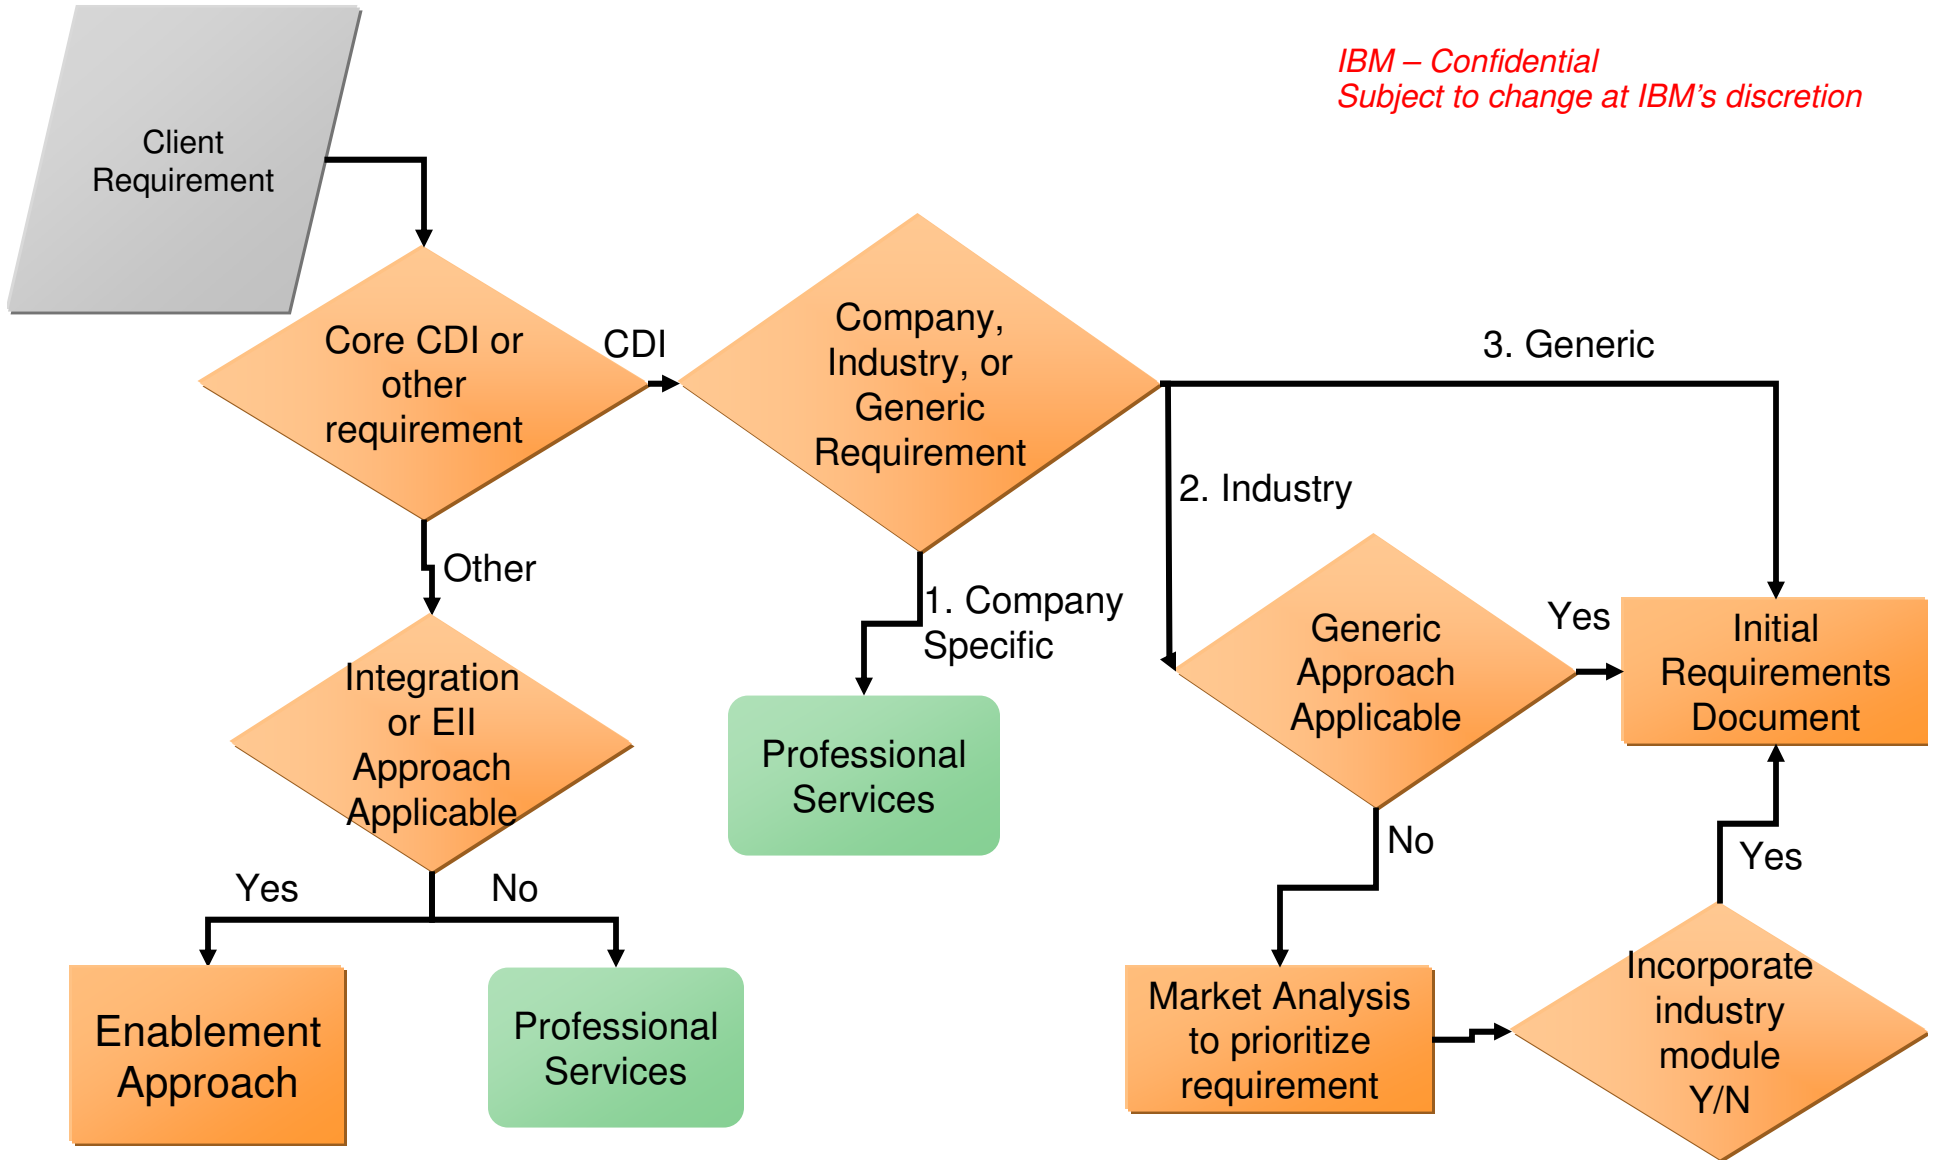 IBM – Confidential
Subject to change at IBM's discretion
Client
Requirement
Core CDI or
other
requirement
CDI
Company,
Industry, or
Generic
Requirement
3. Generic
2. Industry
Other
1. Company
Specific
Integration
or EII
Approach
Applicable
Professional
Services
Generic
Approach
Applicable
Yes
Initial
Requirements
Document
No
Yes
Yes
No
Enablement
Approach
Professional
Services
Market Analysis
to prioritize
requirement
Incorporate
industry
module
Y/N